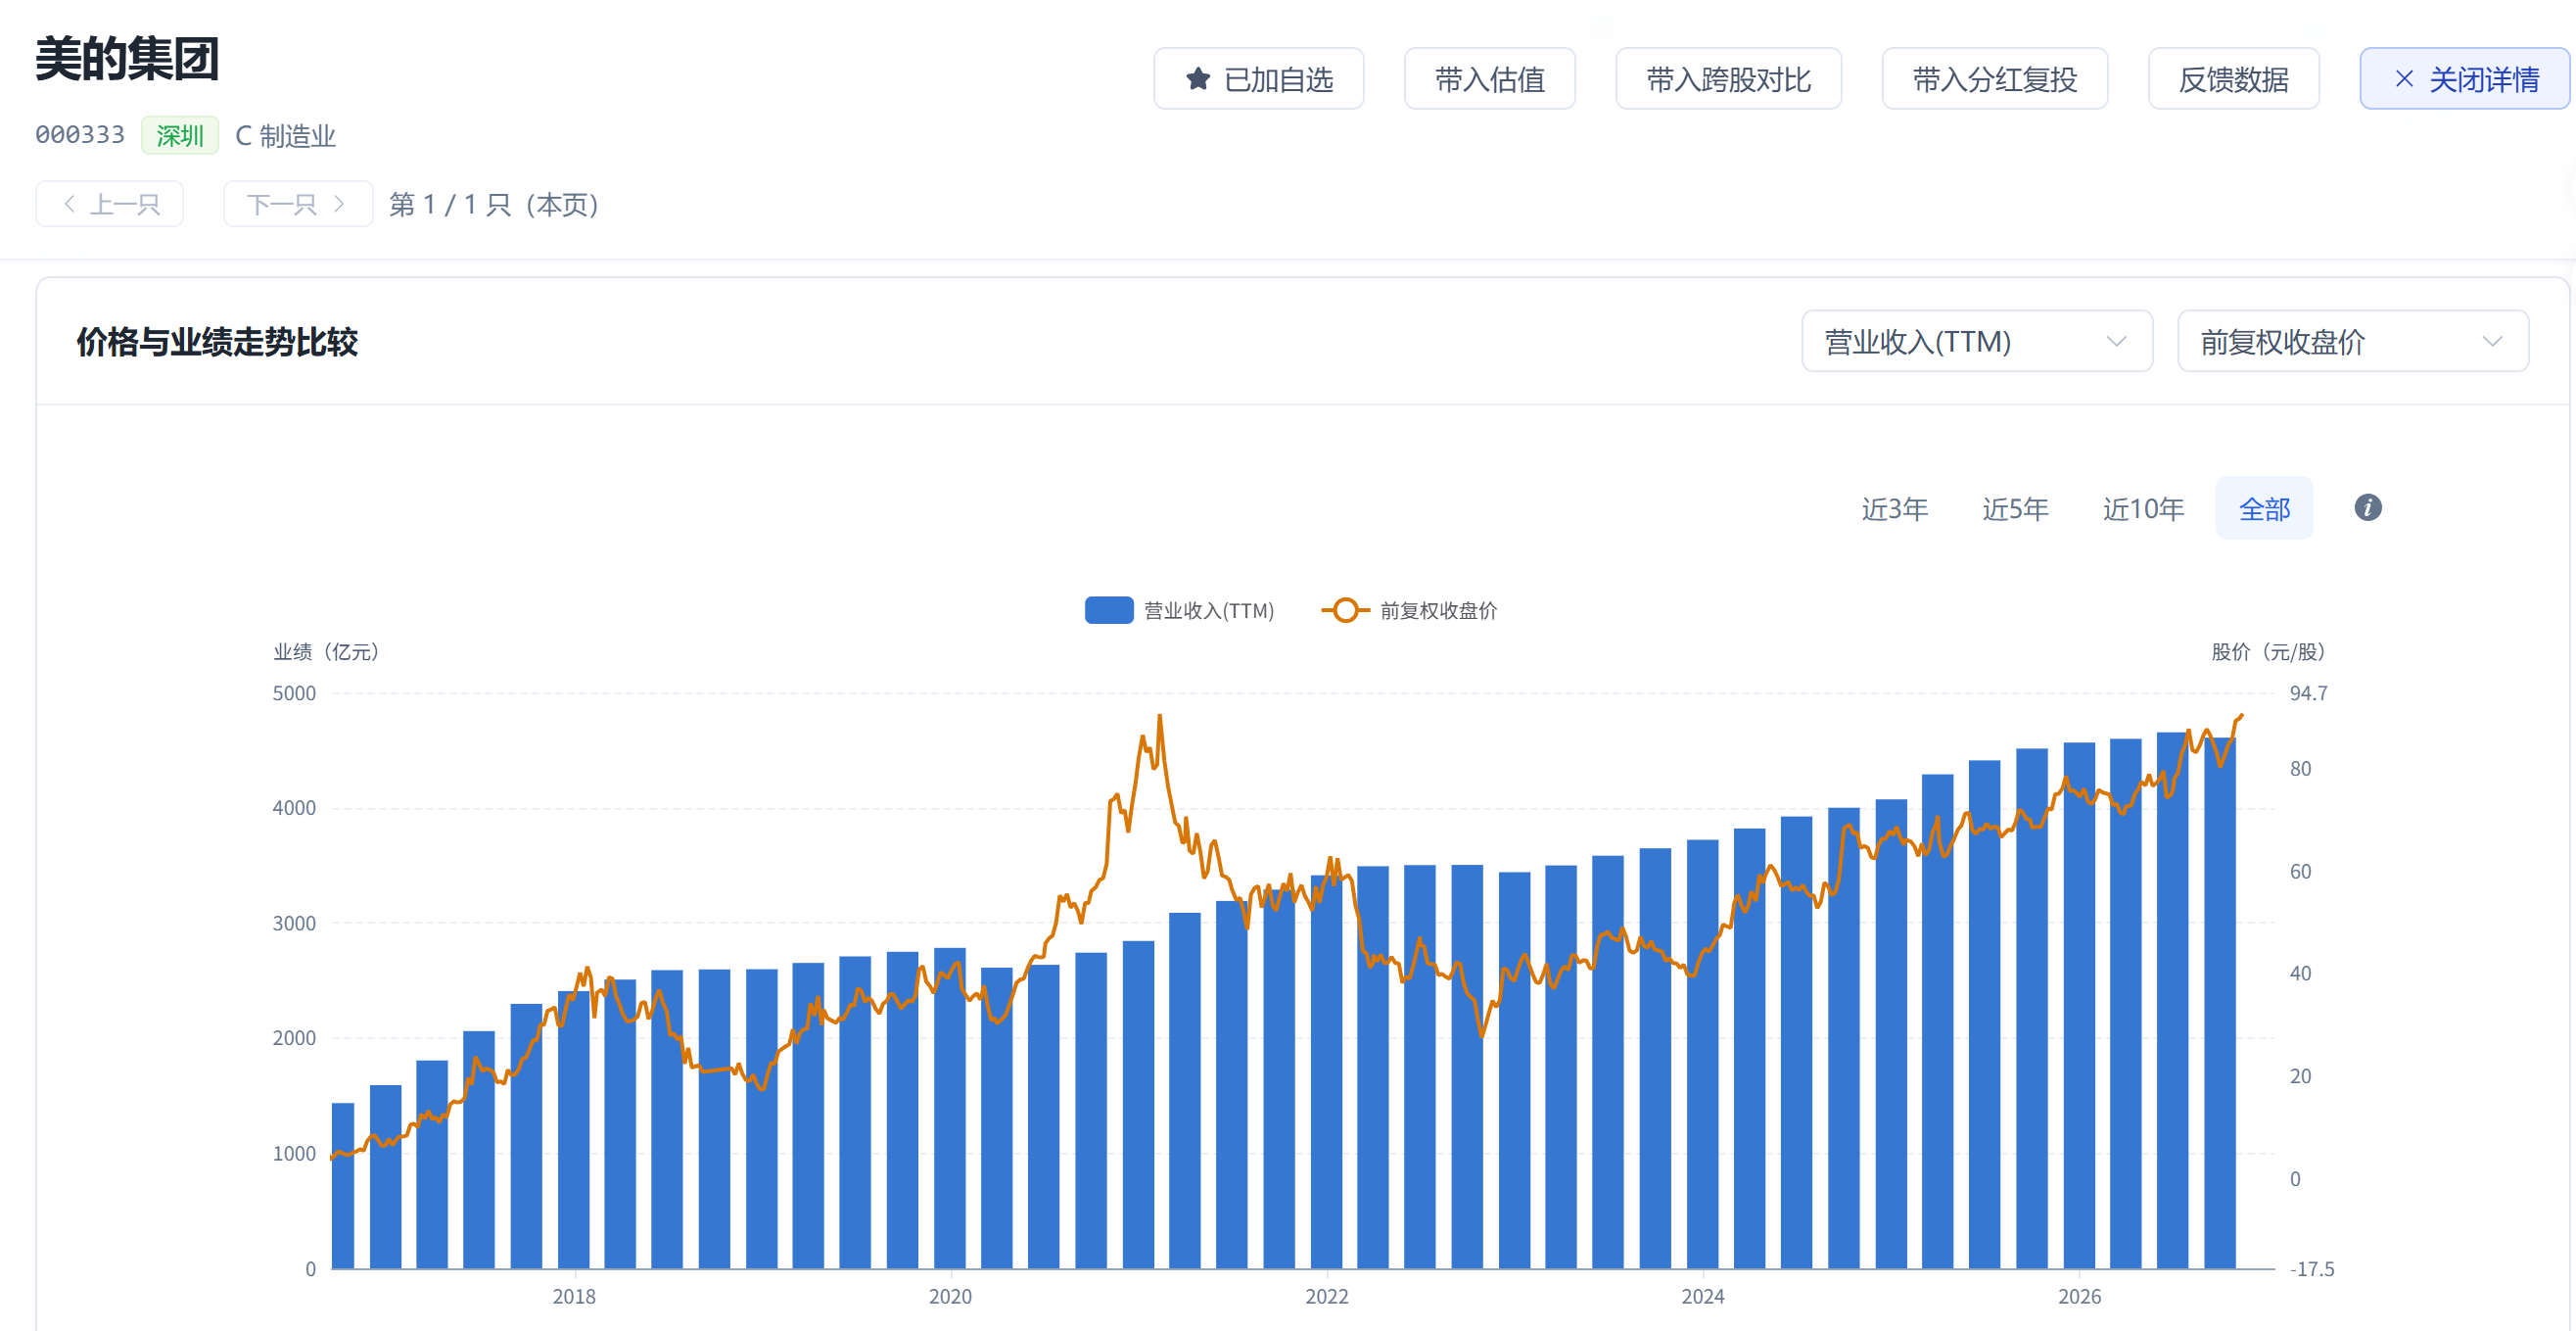 美的集团
已加自选 带入估值 带入跨股对比 带入分红复投 反馈数据 关闭详情
000333 深圳 C 制造业
上一只 下一只 第 1 / 1 只（本页）
价格与业绩走势比较 营业收入(TTM) 前复权收盘价
近3年 近5年 近10年 全部 i
营业收入(TTM) 前复权收盘价
业绩（亿元） 股价（元/股）
5000 94.7
80
4000
60
3000
40
2000
20
1000
0
0 -17.5
2018 2020 2022 2024 2026